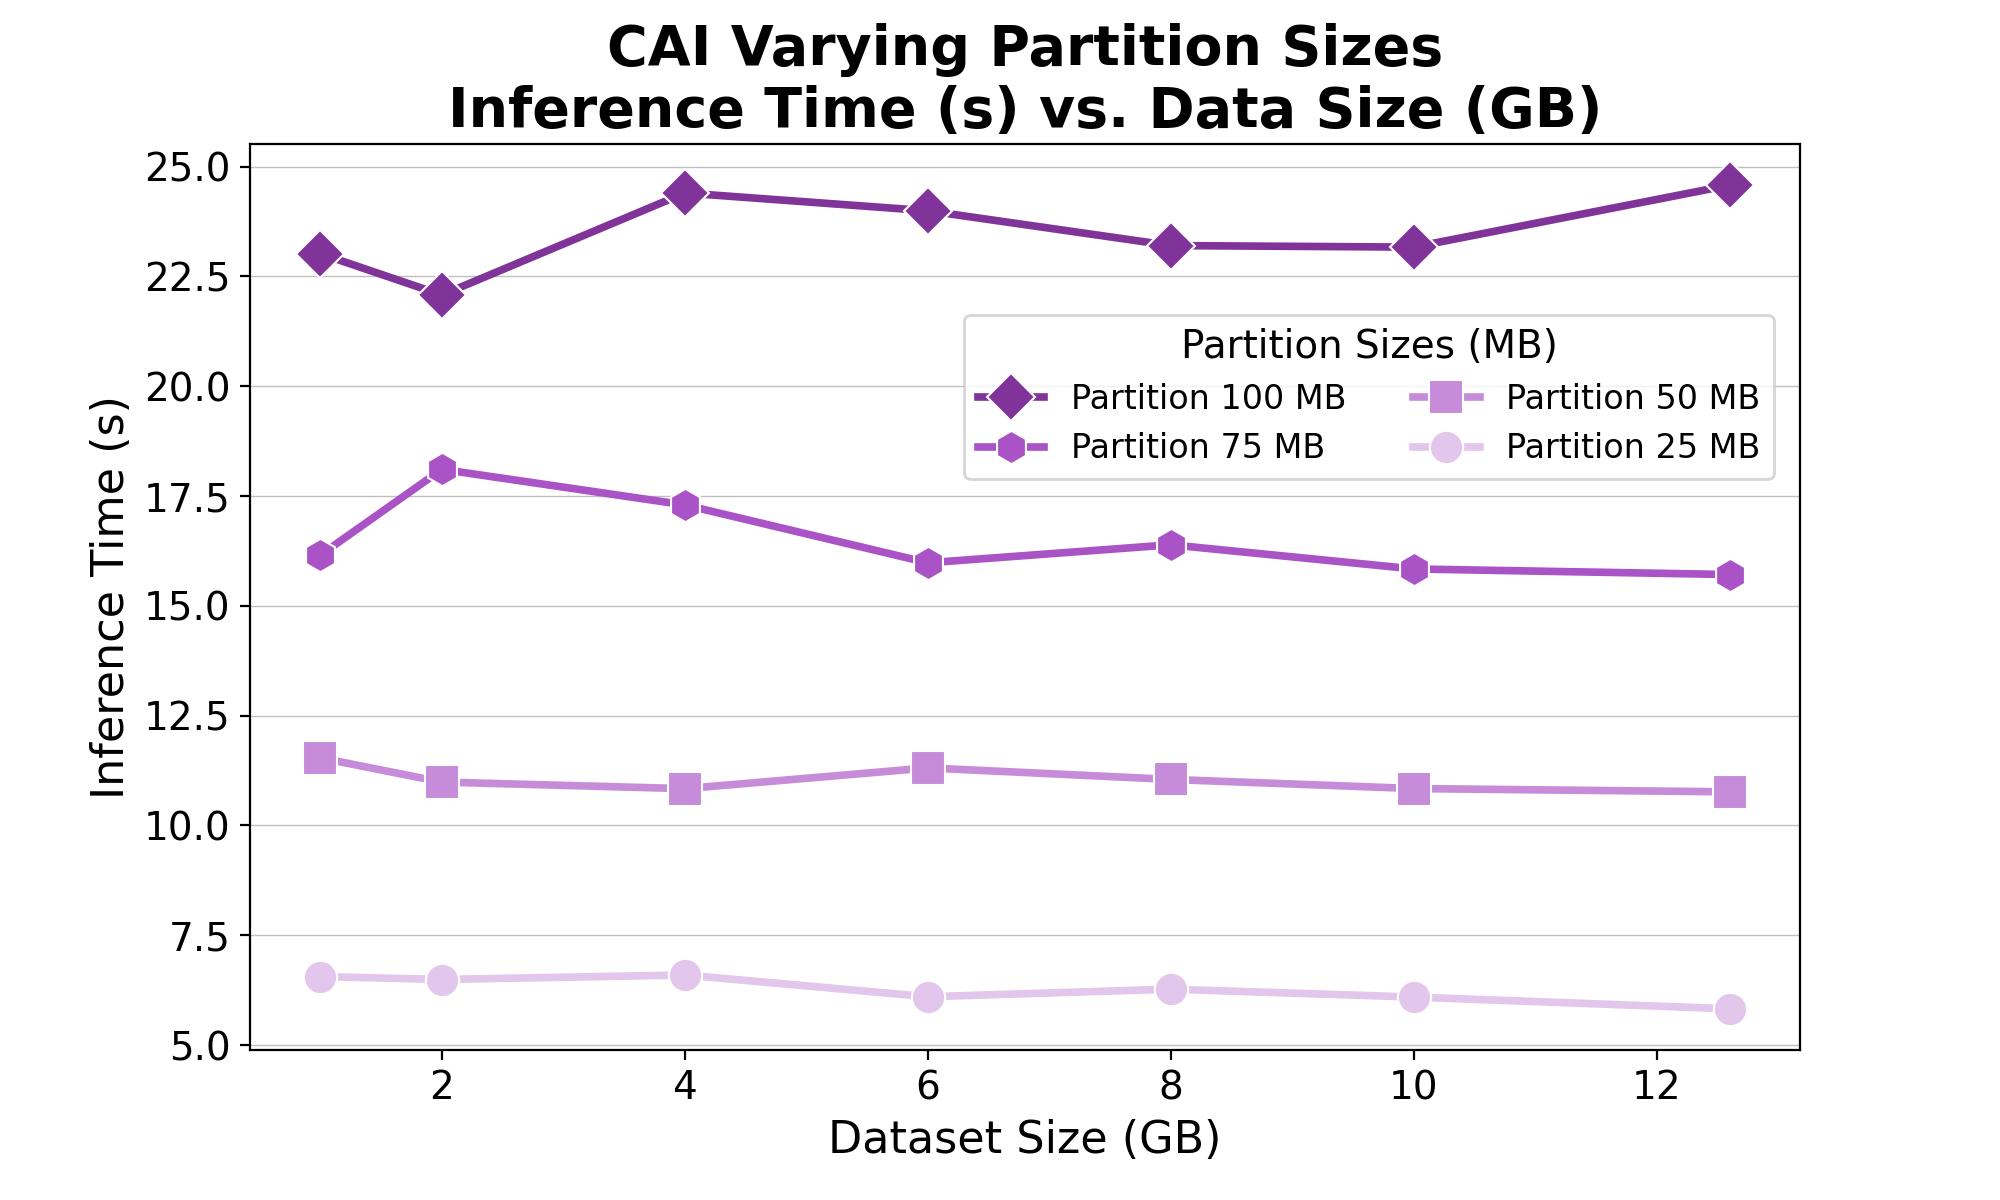 CAI Varying Partition Sizes
Inference Time (s) vs. Data Size (GB)
Inference Time (s)
25.0
22.5
20.0
17.5
15.0
12.5
10.0
7.5
5.0
Partition Sizes (MB)
Partition 100 MB Partition 50 MB
Partition 75 MB Partition 25 MB
2 4 6 8 10 12
Dataset Size (GB)